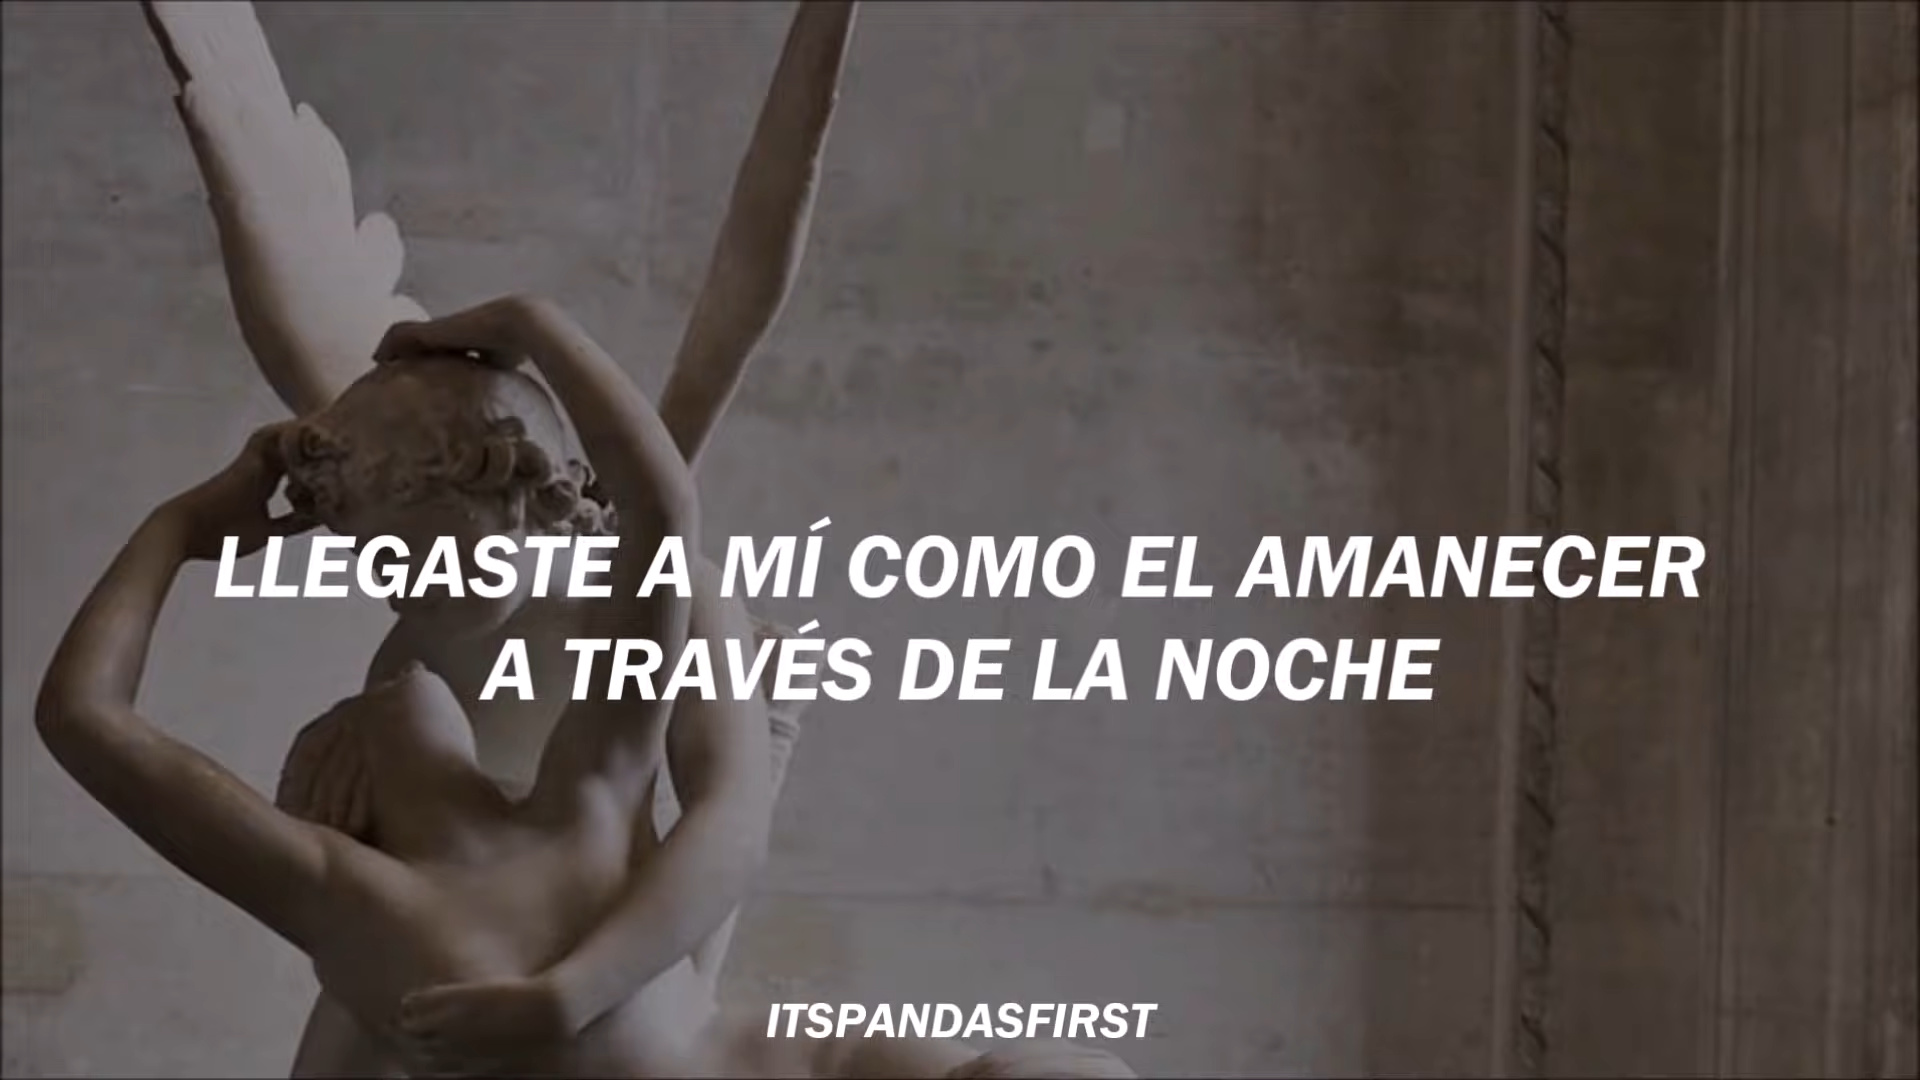 LLEGASTE A MÍ COMO EL AMANECER
A TRAVÉS DE LA NOCHE
ITSPANDASFIRST